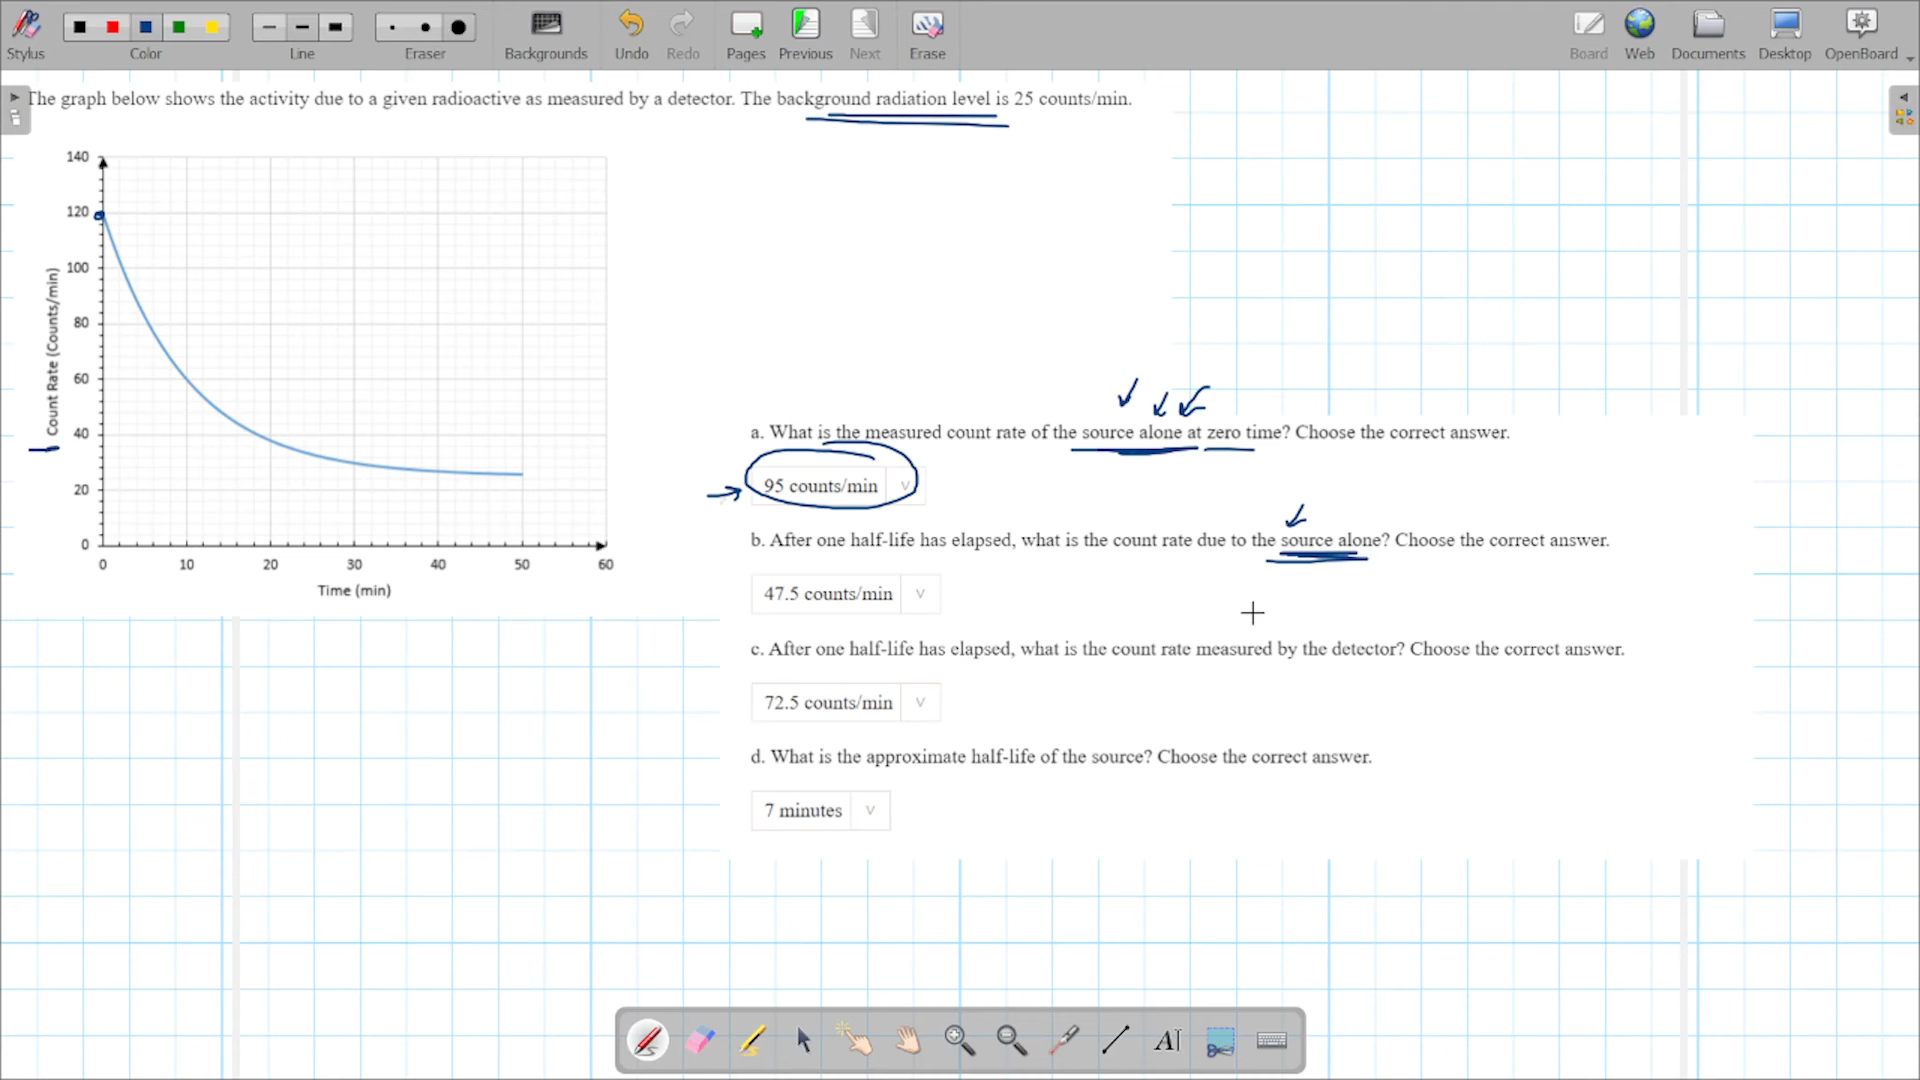 Stylus
Color
Line
Eraser
Backgrounds
Undo
Redo
Pages
Previous
Next
Erase
Board
Web
Documents
Desktop
OpenBoard
The graph below shows the activity due to a given radioactive as measured by a detector. The background radiation level is 25 counts/min.
140
120
100
80
60
40
20
0
Count Rate (Counts/min)
0 10 20 30 40 50 60
Time (min)
a. What is the measured count rate of the source alone at zero time? Choose the correct answer.
95 counts/min
b. After one half-life has elapsed, what is the count rate due to the source alone? Choose the correct answer.
47.5 counts/min
c. After one half-life has elapsed, what is the count rate measured by the detector? Choose the correct answer.
72.5 counts/min
d. What is the approximate half-life of the source? Choose the correct answer.
7 minutes
AI